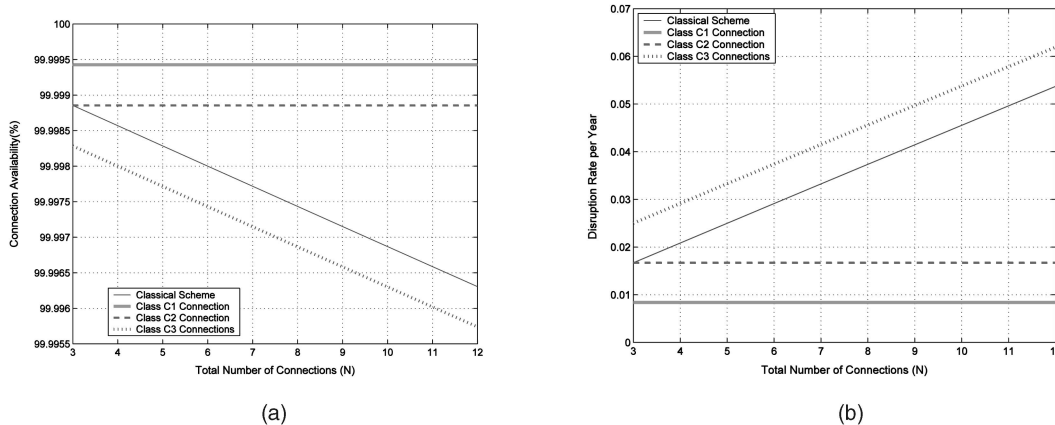 100
99.9995
99.999
99.9985
99.998
99.9975
99.997
99.9965
99.996
99.9955
Connection Availability(%)
Classical Scheme
Class C1 Connection
Class C2 Connection
Class C3 Connections
3 4 5 6 7 8 9 10 11 12
Total Number of Connections (N)
(a)
0.07
0.06
0.05
0.04
0.03
0.02
0.01
0
Disruption Rate per Year
Classical Scheme
Class C1 Connection
Class C2 Connection
Class C3 Connections
3 4 5 6 7 8 9 10 11
Total Number of Connections (N)
(b)